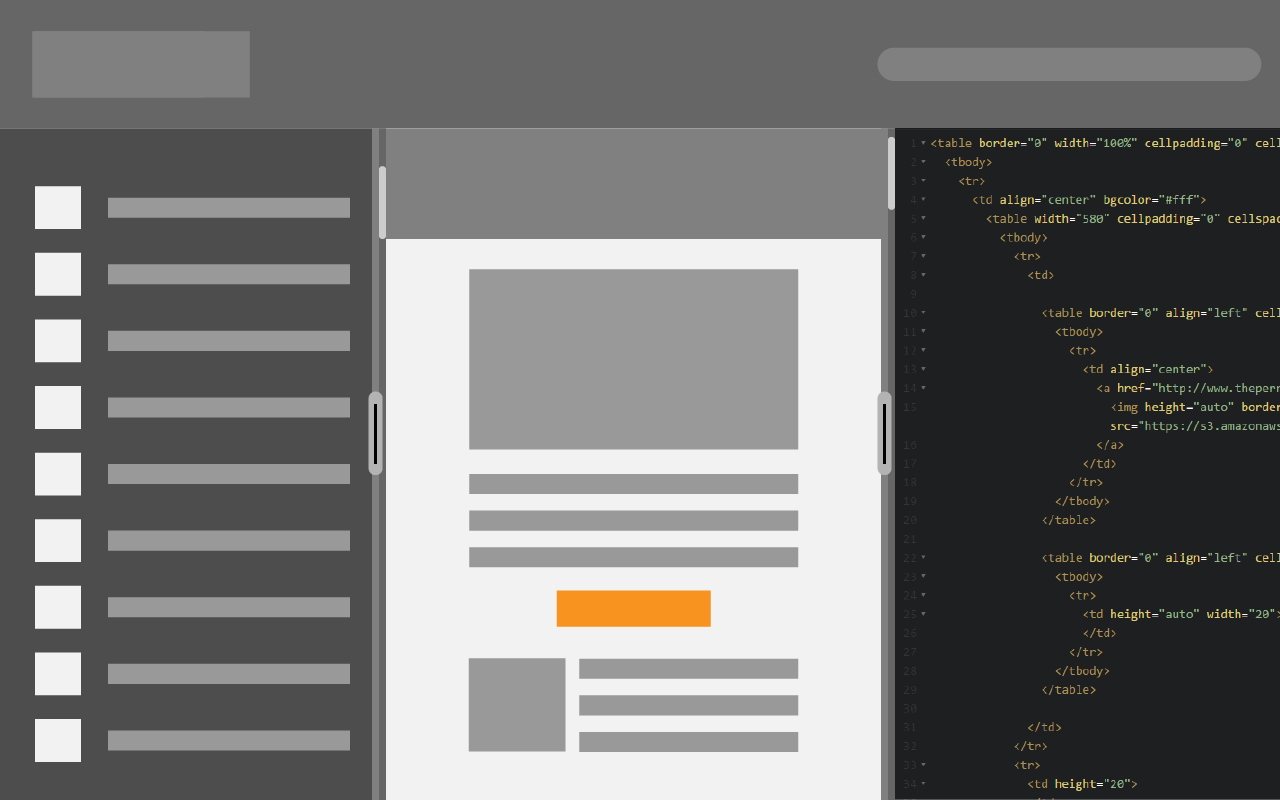 1 <table border="0" width="100%" cellpadding="0" cell
2 <tbody>
3 <tr>
4 <td align="center" bgcolor="#fff">
5 <table width="580" cellpadding="0" cellspac
6 <tbody>
7 <tr>
8 <td>
9
10 <table border="0" align="left" cell
11 <tbody>
12 <tr>
13 <td align="center">
14 <a href="http://www.theperr
15 <img height="auto" border
src="https://s3.amazonaws
16 </a>
17 </td>
18 </tr>
19 </tbody>
20 </table>
21
22 <table border="0" align="left" cell
23 <tbody>
24 <tr>
25 <td height="auto" width="20">
26 </td>
27 </tr>
28 </tbody>
29 </table>
30
31 </td>
32 </tr>
33 <tr>
34 <td height="20">